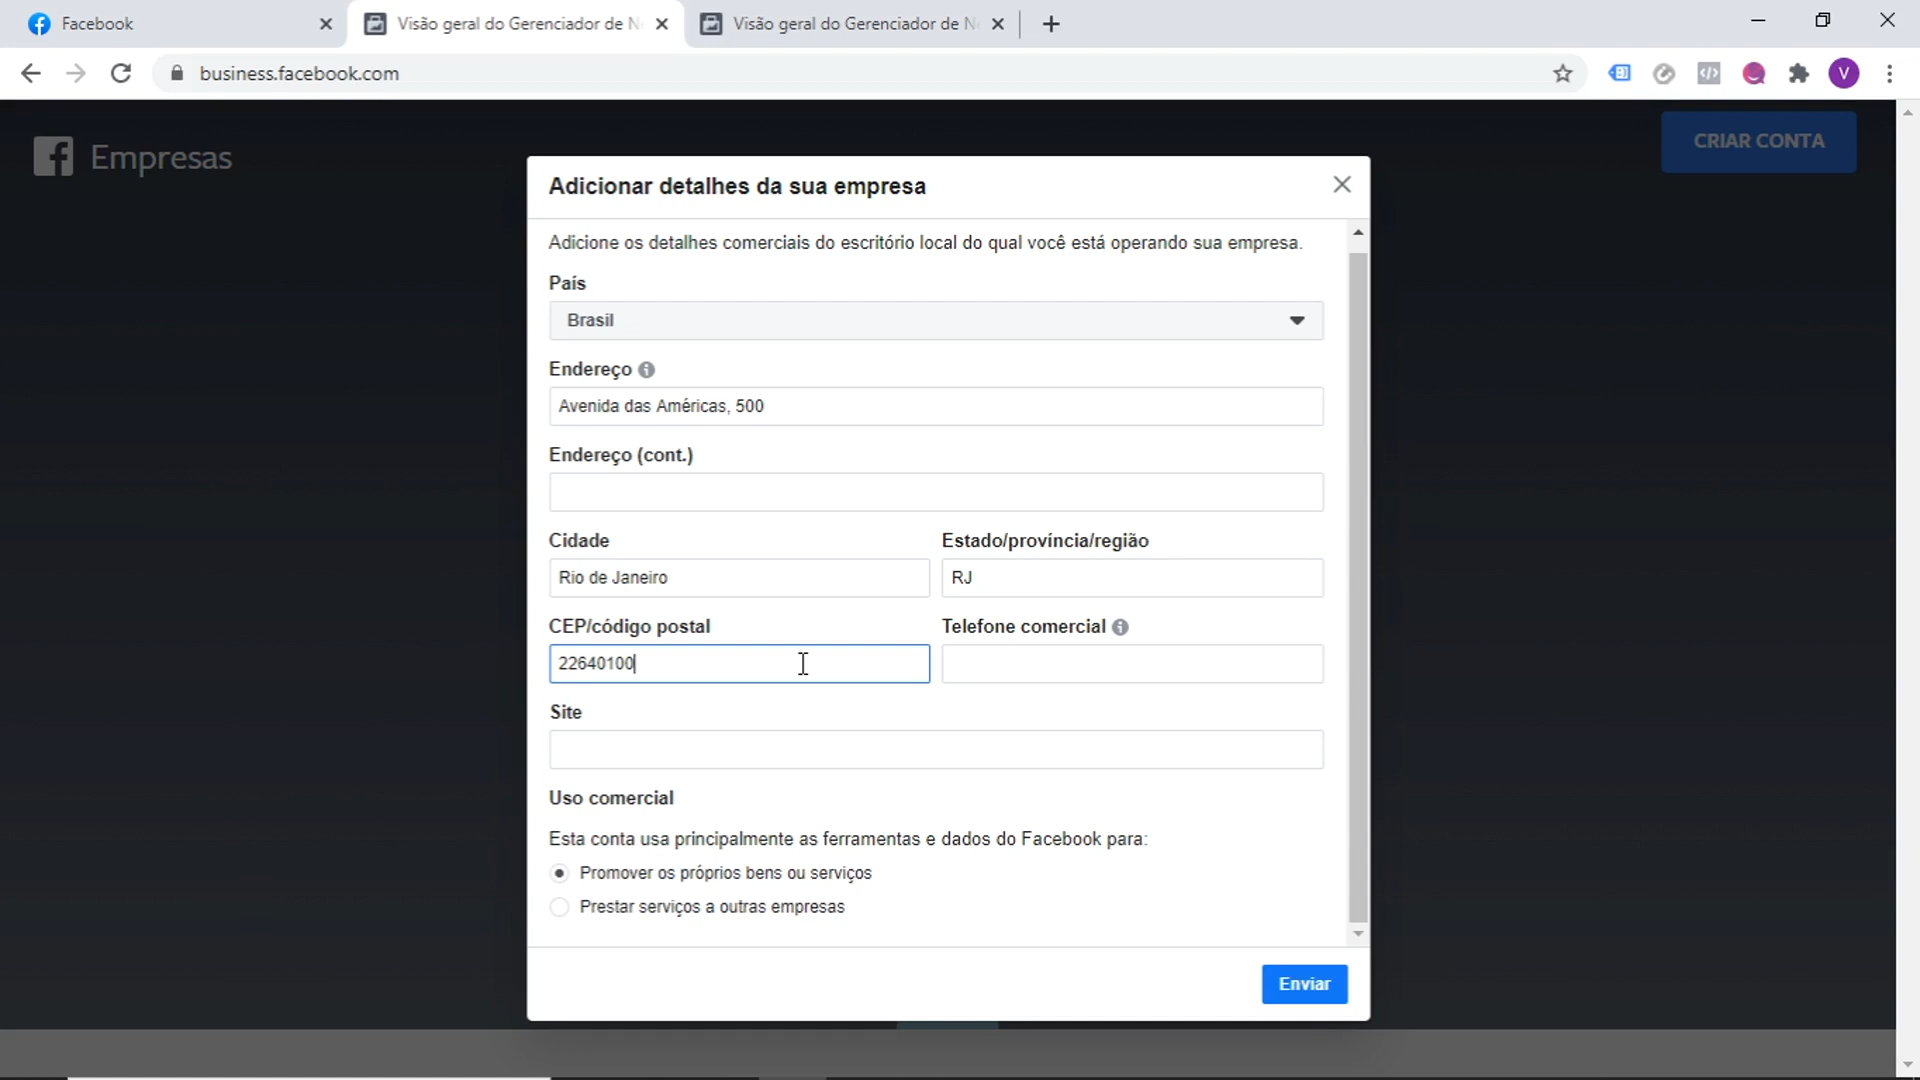 Facebook
Visão geral do Gerenciador de N
Visão geral do Gerenciador de N
business.facebook.com
V
Empresas
CRIAR CONTA
Adicionar detalhes da sua empresa
Adicione os detalhes comerciais do escritório local do qual você está operando sua empresa.
País
Brasil
Endereço
Avenida das Américas, 500
Endereço (cont.)
Cidade
Estado/província/região
Rio de Janeiro
RJ
CEP/código postal
Telefone comercial
22640100
Site
Uso comercial
Esta conta usa principalmente as ferramentas e dados do Facebook para:
Promover os próprios bens ou serviços
Prestar serviços a outras empresas
Enviar